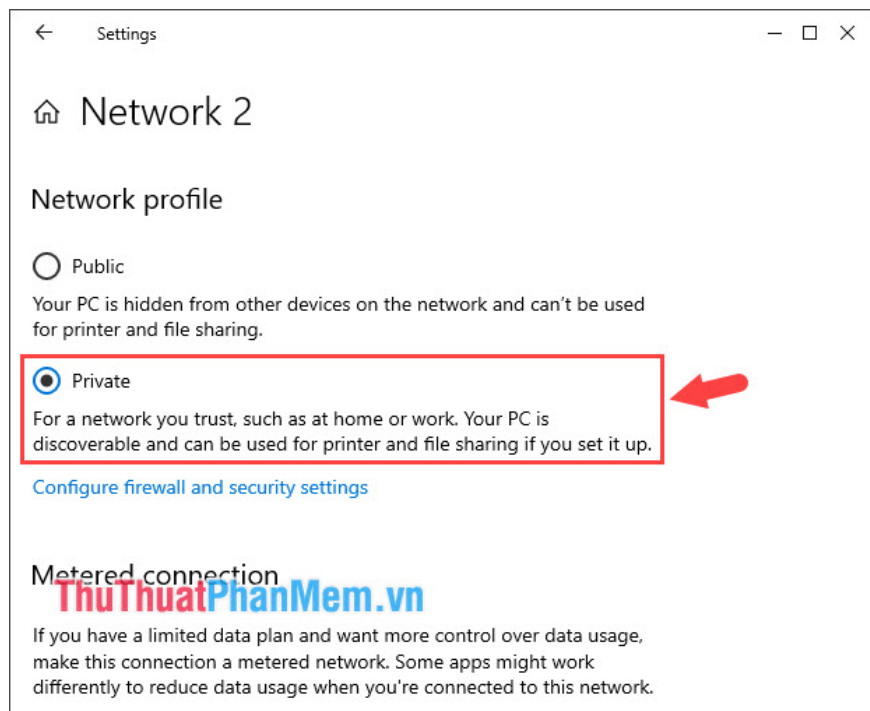 Settings
Network 2
Network profile
Public
Your PC is hidden from other devices on the network and can't be used
for printer and file sharing.
Private
For a network you trust, such as at home or work. Your PC is
discoverable and can be used for printer and file sharing if you set it up.
Configure firewall and security settings
Metered connection
ThuThuatPhanMem.vn
If you have a limited data plan and want more control over data usage,
make this connection a metered network. Some apps might work
differently to reduce data usage when you're connected to this network.